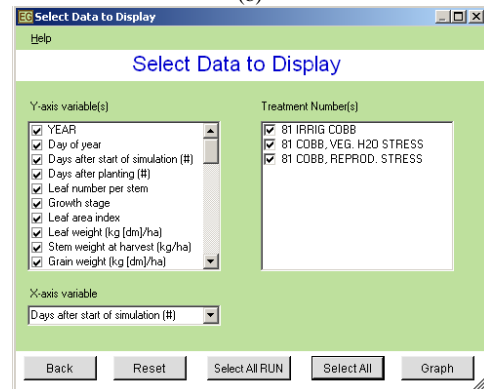 EG Select Data to Display
Help
Select Data to Display
Y-axis variable(s)
YEAR
Day of year
Days after start of simulation (#)
Days after planting (#)
Leaf number per stem
Growth stage
Leaf area index
Leaf weight (kg [dm]/ha)
Stem weight at harvest (kg/ha)
Grain weight (kg [dm]/ha)
Treatment Number(s)
81 IRRIG COBB
81 COBB, VEG. H20 STRESS
81 COBB, REPROD. STRESS
X-axis variable
Days after start of simulation (#)
Back
Reset
Select All RUN
Select All
Graph